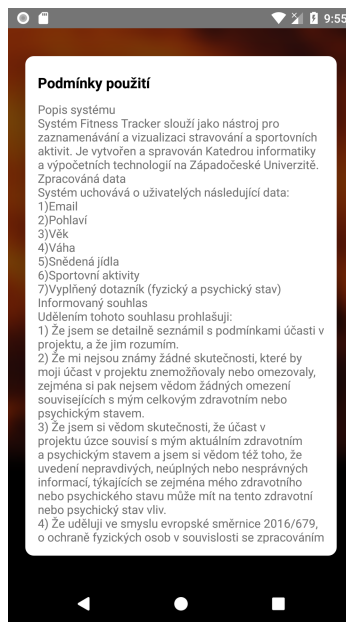 9:55
Podmínky použití
Popis systému
Systém Fitness Tracker slouží jako nástroj pro
zaznamenávání a vizualizaci stravování a sportovních
aktivit. Je vytvořen a spravován Katedrou informatiky
a výpočetních technologií na Západočeské Univerzitě.
Zpracováná data
Systém uchovává o uživatelých následující data:
1)Email
2)Pohlaví
3)Věk
4)Váha
5)Snědená jídla
6)Sportovní aktivity
7)Vyplňený dotazník (fyzický a psychický stav)
Informovaný souhlas
Udělením tohoto souhlasu prohlašuji:
1) Že jsem se detailně seznámil s podmínkami účasti v
projektu, a že jim rozumím.
2) Že mi nejsou známy žádné skutečnosti, které by
moji účast v projektu znemožňovaly nebo omezovaly,
zejména si pak nejsem vědom žádných omezení
souvisejících s mým celkovým zdravotním nebo
psychickým stavem.
3) Že jsem si vědom skutečnosti, že účast v
projektu úzce souvisí s mým aktuálním zdravotním
a psychickým stavem a jsem si vědom též toho, že
uvedení nepravdivých, neúplných nebo nesprávných
informací, týkajících se zejména mého zdravotního
nebo psychického stavu může mít na tento zdravotní
nebo psychický stav vliv.
4) Že uděluji ve smyslu evropské směrnice 2016/679,
o ochraně fyzických osob v souvislosti se zpracováním